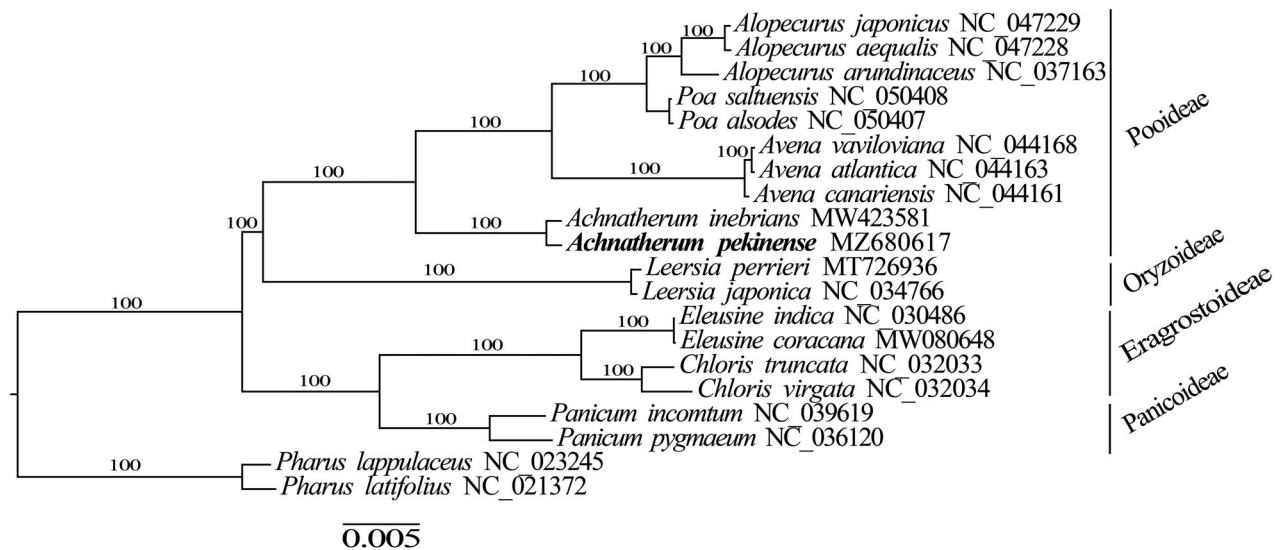 100 Alopecurus japonicus NC_047229
100 Alopecurus aequalis NC_047228
100 Alopecurus arundinaceus NC_037163
Poa saltuensis NC_050408
100 Poa alsodes NC_050407
100 Avena vaviloviana NC_044168
100 100 Avena atlantica NC_044163
Avena canariensis NC_044161
100 100 Achnatherum inebrians MW423581
Achnatherum pekinense MZ680617
100 Leersia perrieri MT726936
Leersia japonica NC_034766
100 100 Eleusine indica NC_030486
100 Eleusine coracana MW080648
100 Chloris truncata NC_032033
100 Chloris virgata NC_032034
100 Panicum incomtum NC_039619
Panicum pygmaeum NC_036120
100 Pharus lappulaceus NC_023245
Pharus latifolius NC_021372
Pooideae
Oryzoideae
Eragrostoideae
Panicoideae
0.005